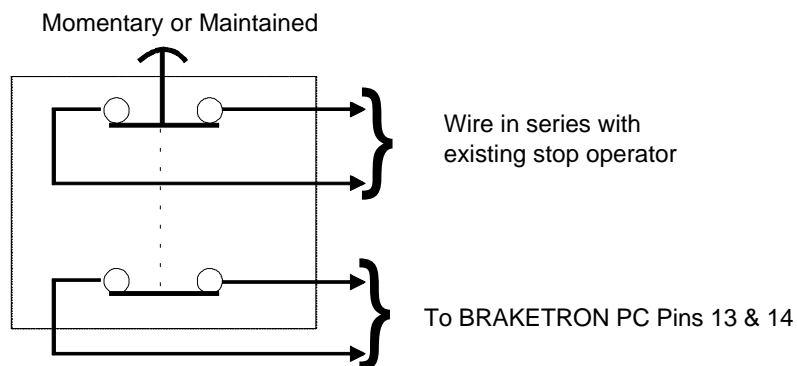 Momentary or Maintained
Wire in series with
existing stop operator
To BRAKETRON PC Pins 13 & 14